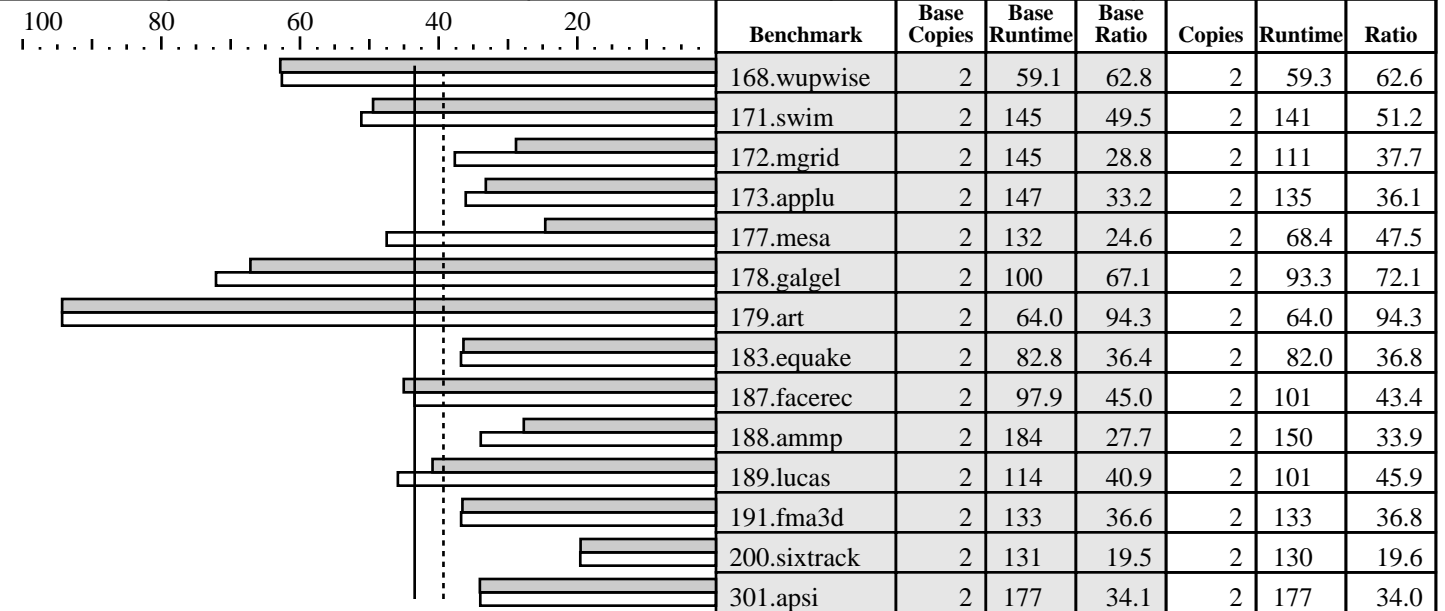 100 80 60 40 20
Benchmark Base Copies Base Runtime Base Ratio Copies Runtime Ratio
168.wupwise 2 59.1 62.8 2 59.3 62.6
171.swim 2 145 49.5 2 141 51.2
172.mgrid 2 145 28.8 2 111 37.7
173.applu 2 147 33.2 2 135 36.1
177.mesa 2 132 24.6 2 68.4 47.5
178.galgel 2 100 67.1 2 93.3 72.1
179.art 2 64.0 94.3 2 64.0 94.3
183.equake 2 82.8 36.4 2 82.0 36.8
187.facerec 2 97.9 45.0 2 101 43.4
188.ammp 2 184 27.7 2 150 33.9
189.lucas 2 114 40.9 2 101 45.9
191.fma3d 2 133 36.6 2 133 36.8
200.sixtrack 2 131 19.5 2 130 19.6
301.apsi 2 177 34.1 2 177 34.0